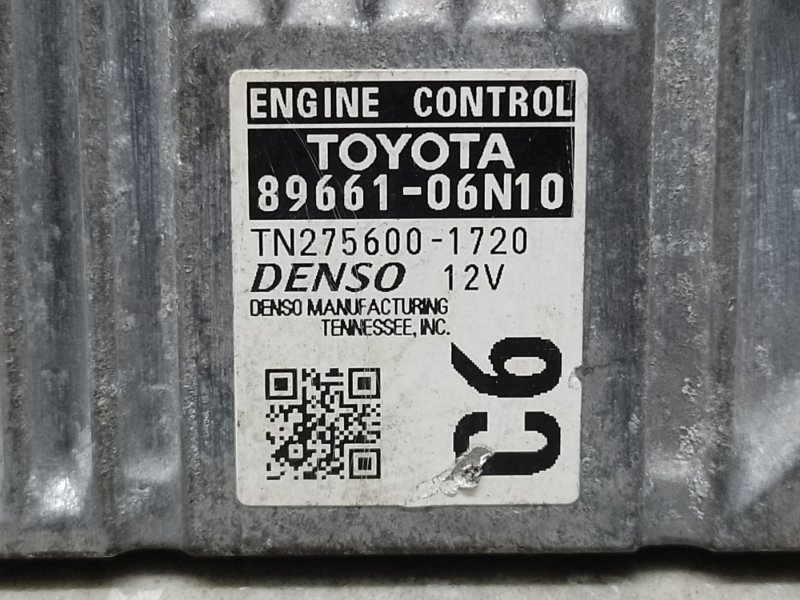 ENGINE CONTROL
TOYOTA
89661-06N10
TN275600-1720
DENSO 12V
DENSO MANUFACTURING
TENNESSEE, INC.
C6